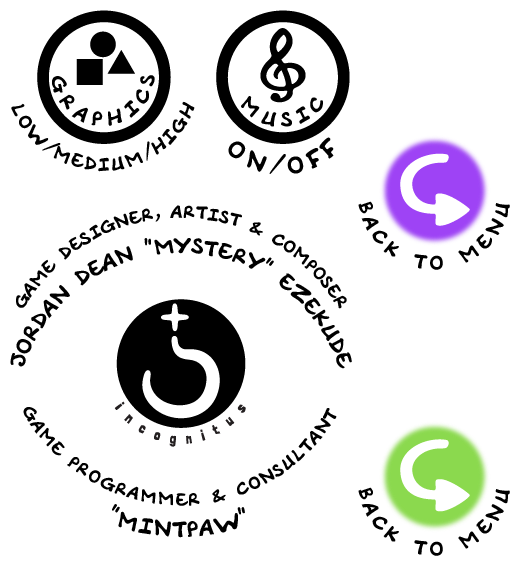 GRAPHICS
LOW/MEDIUM/HIGH
MUSIC
ON/OFF
BACK TO MENU
GAME DESIGNER, ARTIST & COMPOSER
JORDAN DEAN "MYSTERY" EZEKUDE
incognitus
GAME PROGRAMMER & CONSULTANT
"MINTPAW"
BACK TO MENU